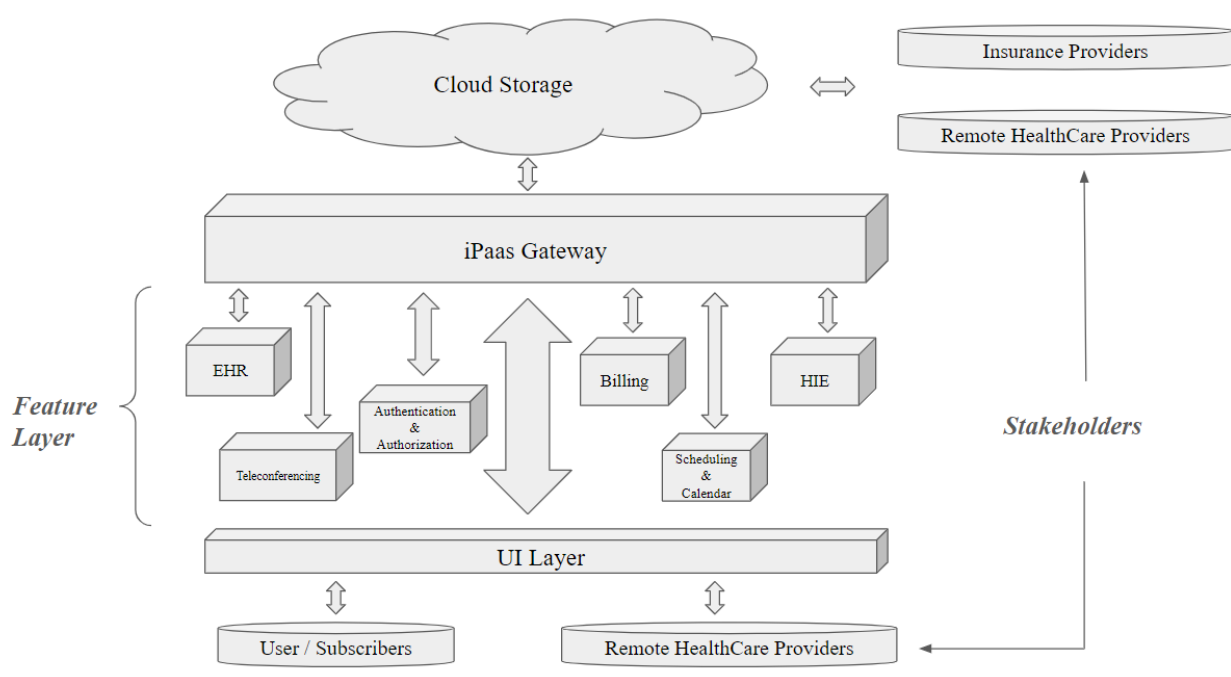 Cloud Storage
Insurance Providers
Remote HealthCare Providers
iPaas Gateway
Feature
Layer
EHR
Teleconferencing
Authentication
&
Authorization
Billing
Scheduling
&
Calendar
HIE
Stakeholders
UI Layer
User / Subscribers
Remote HealthCare Providers